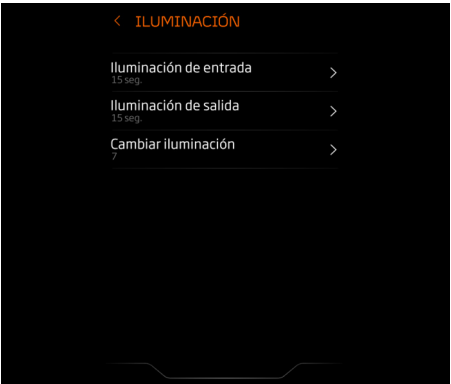 ILUMINACIÓN
Iluminación de entrada
15 seg.
Iluminación de salida
15 seg.
Cambiar iluminación
7